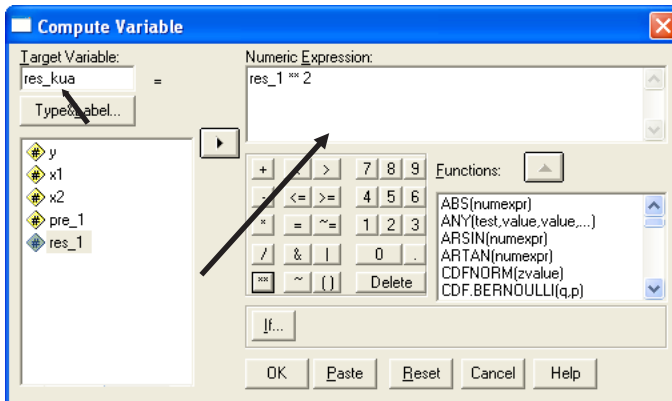 Compute Variable
Target Variable:
res_kua
=
Numeric Expression:
res_1 ** 2
Type&Label...
y
x1
x2
pre_1
res_1
+ < > 7 8 9
- <= >= 4 5 6
* = ~= 1 2 3
/ & | 0 .
** ~ () Delete
Functions:
ABS(numexpr)
ANY(test,value,value,...)
ARSIN(numexpr)
ARTAN(numexpr)
CDFNORM(zvalue)
CDF.BERNOULLI(q,p)
If...
OK Paste Reset Cancel Help